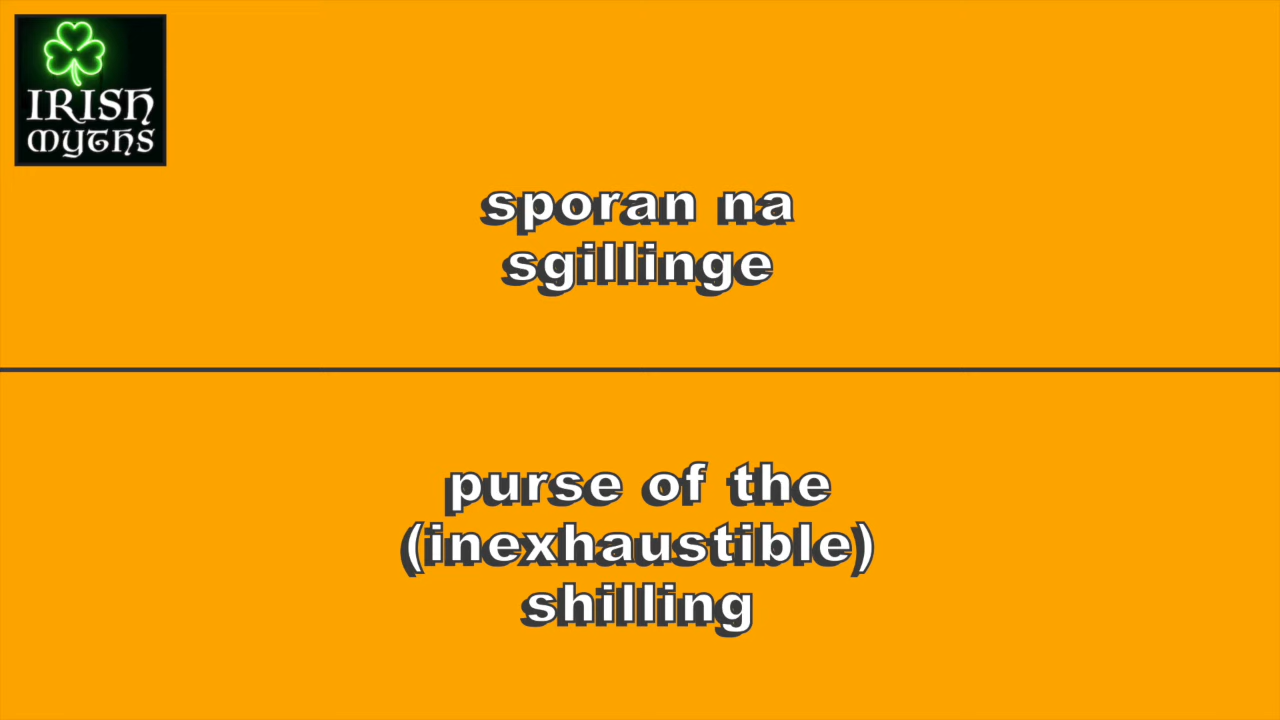 IRISH
MYTHS
sporan na
sgillinge
purse of the
(inexhaustible)
shilling